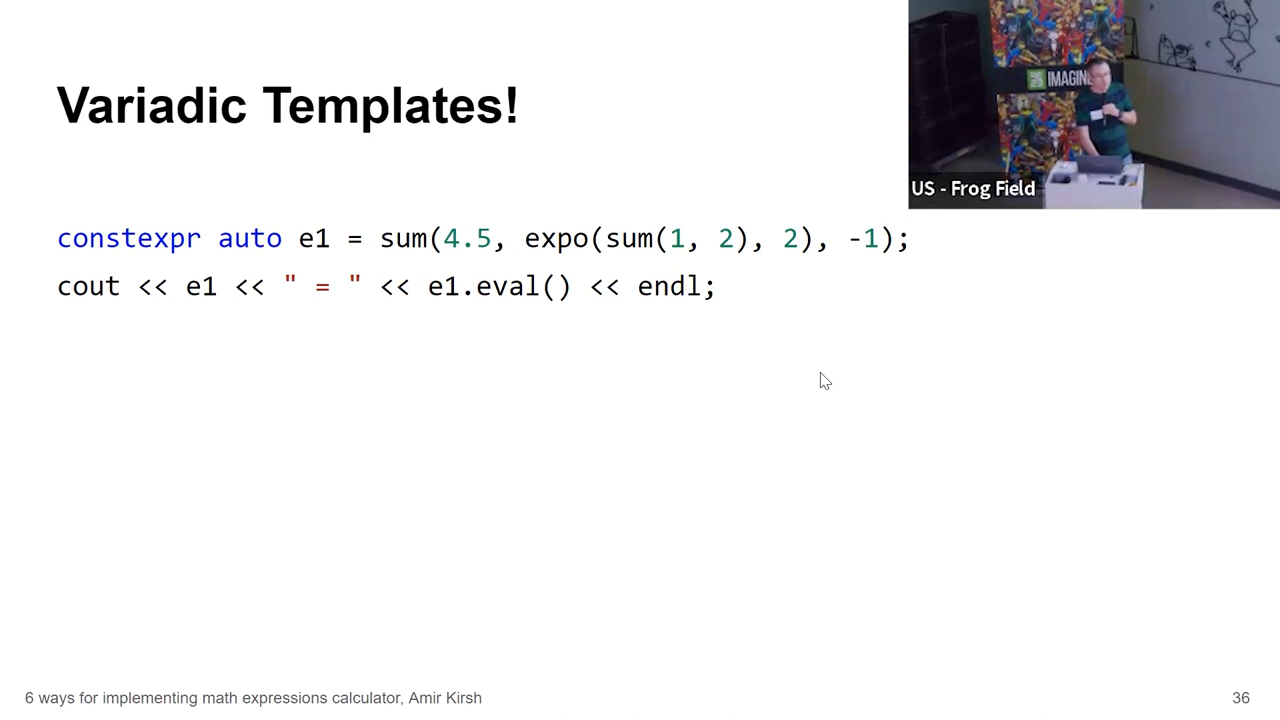 Variadic Templates!
IMAGINE
US - Frog Field
constexpr auto e1 = sum(4.5, expo(sum(1, 2), 2), -1);
cout << e1 << " = " << e1.eval() << endl;
6 ways for implementing math expressions calculator, Amir Kirsh
36